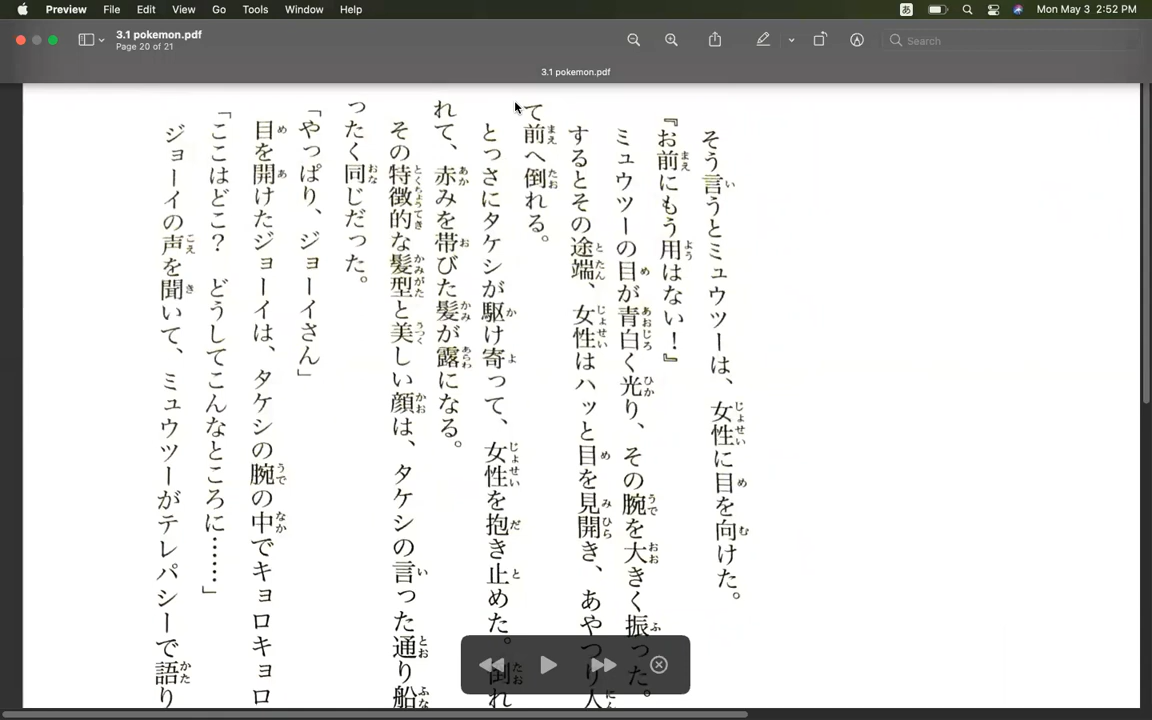 Preview File Edit View Go Tools Window Help あ Mon May 3 2:52 PM
3.1 pokemon.pdf
Page 20 of 21
Search
3.1 pokemon.pdf
そう言うとミュウツーは、女性に目を向けた。
『お前にもう用はない！』
ミュウツーの目が青白く光り、その腕を大きく振った。
するとその途端、女性はハッと目を見開き、あやつり人
て前へ倒れる。
とっさにタケシが駆け寄って、女性を抱き止めた。倒れ
れて、赤みを帯びた髪が露になる。
その特徴的な髪型と美しい顔は、タケシの言った通り船
ったく同じだった。
「やっぱり、ジョーイさん」
目を開けたジョーイは、タケシの腕の中でキョロキョロ
「ここはどこ？　どうしてこんなところに……」
ジョーイの声を聞いて、ミュウツーがテレパシーで語り